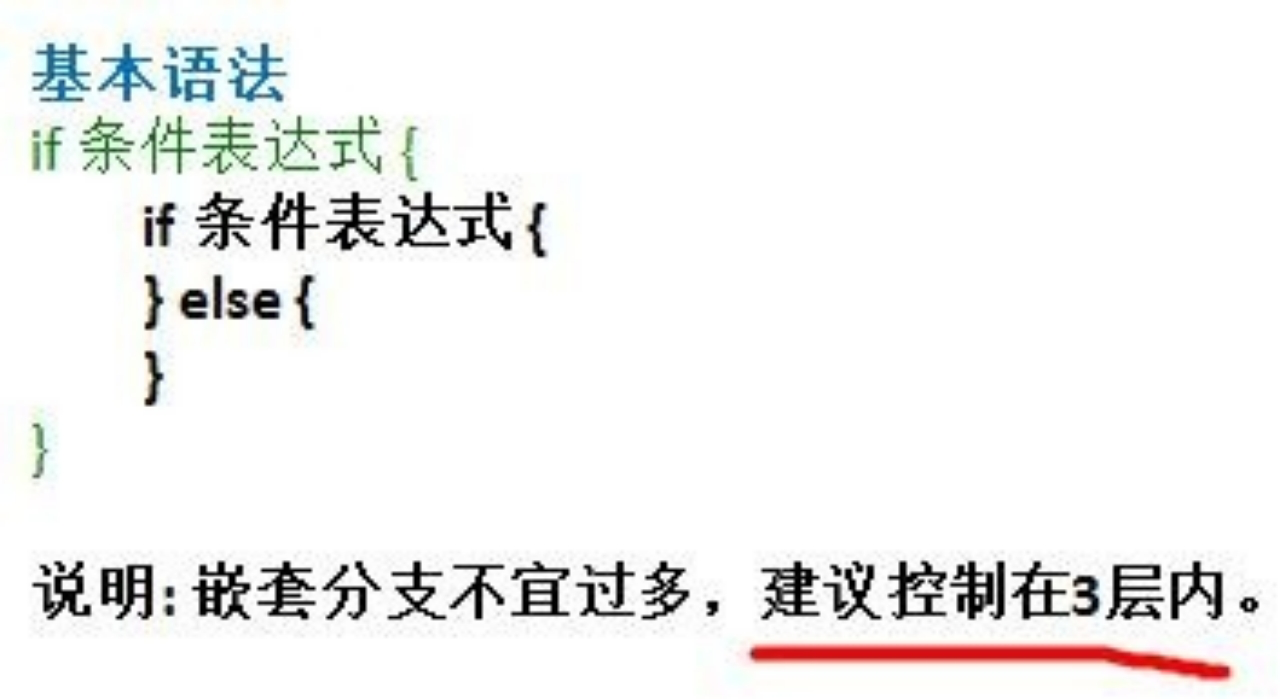 基本语法
if 条件表达式 {
if 条件表达式 {
} else {
}
}
说明: 嵌套分支不宜过多，建议控制在3层内。